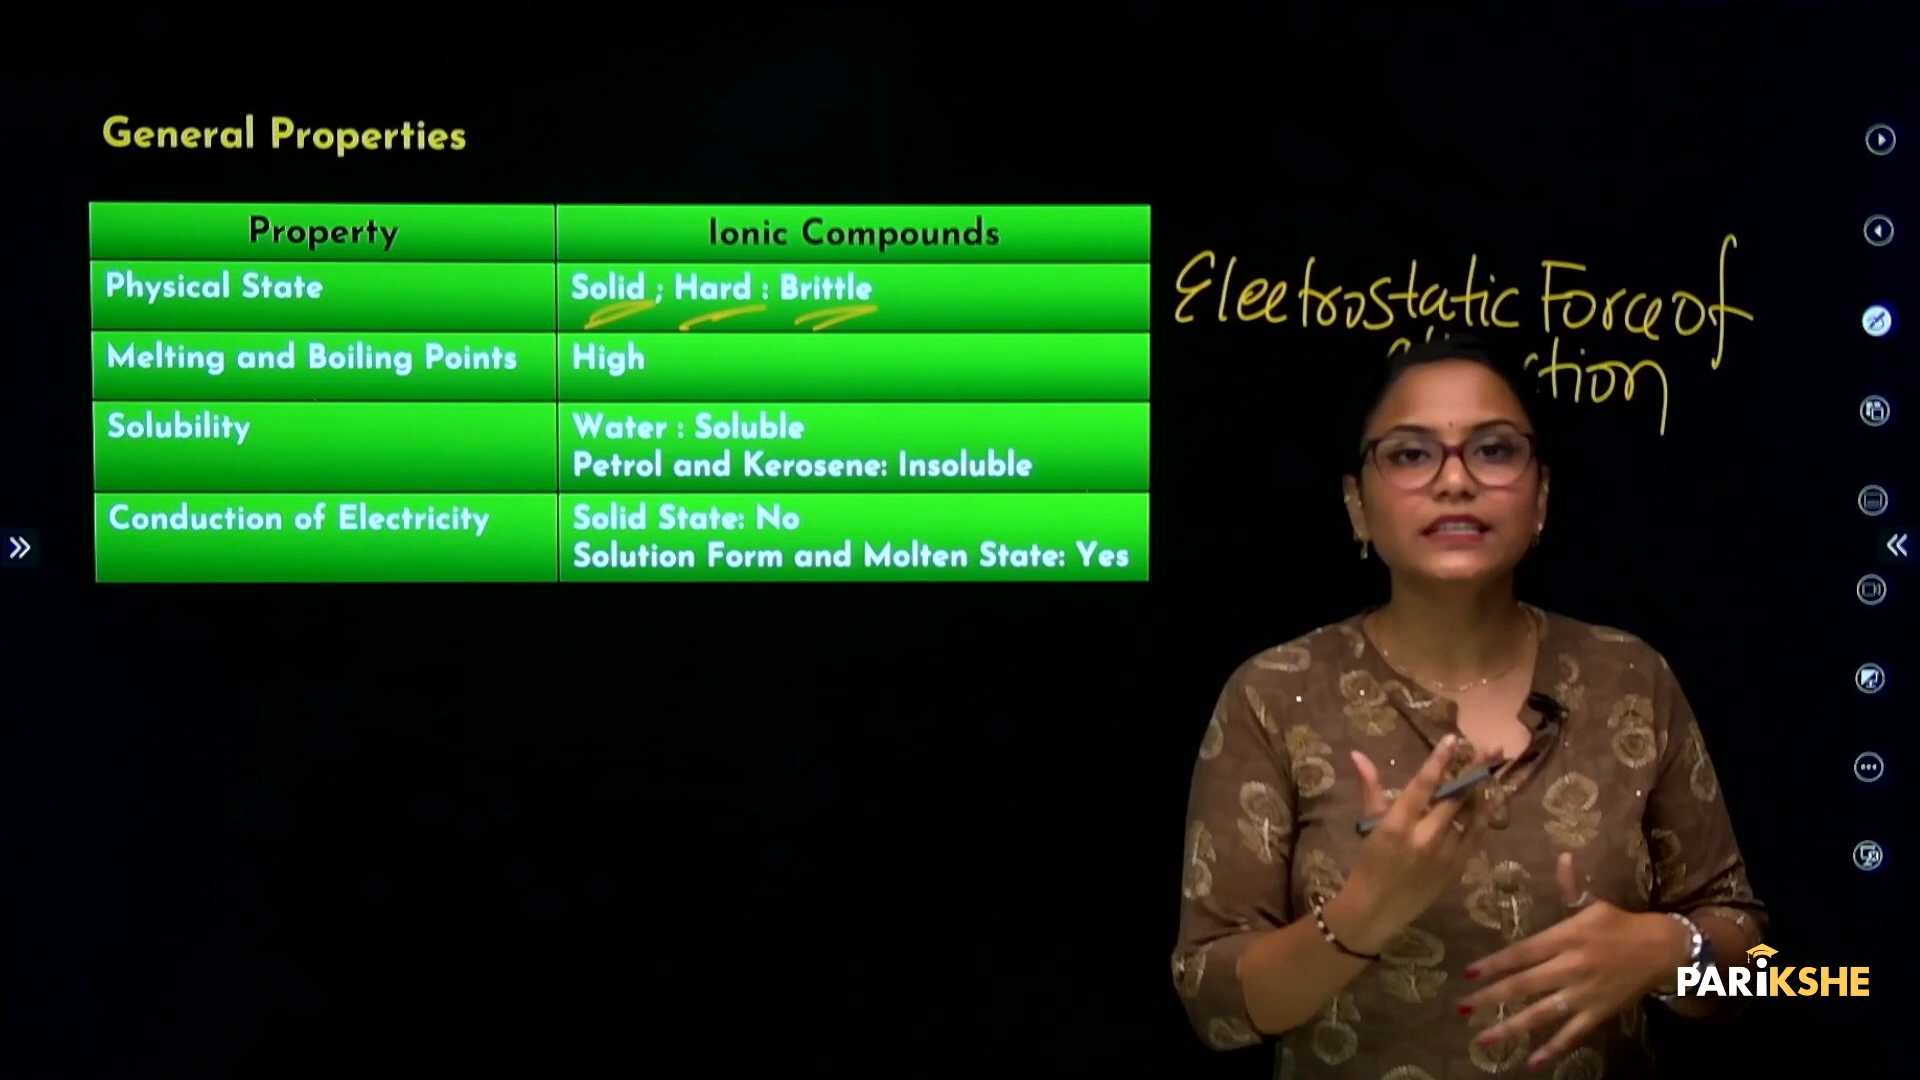 General Properties
Property
Ionic Compounds
Physical State
Solid ; Hard : Brittle
Melting and Boiling Points
High
Solubility
Water : Soluble
Petrol and Kerosene: Insoluble
Conduction of Electricity
Solid State: No
Solution Form and Molten State: Yes
Electrostatic Force of
PARiKSHE